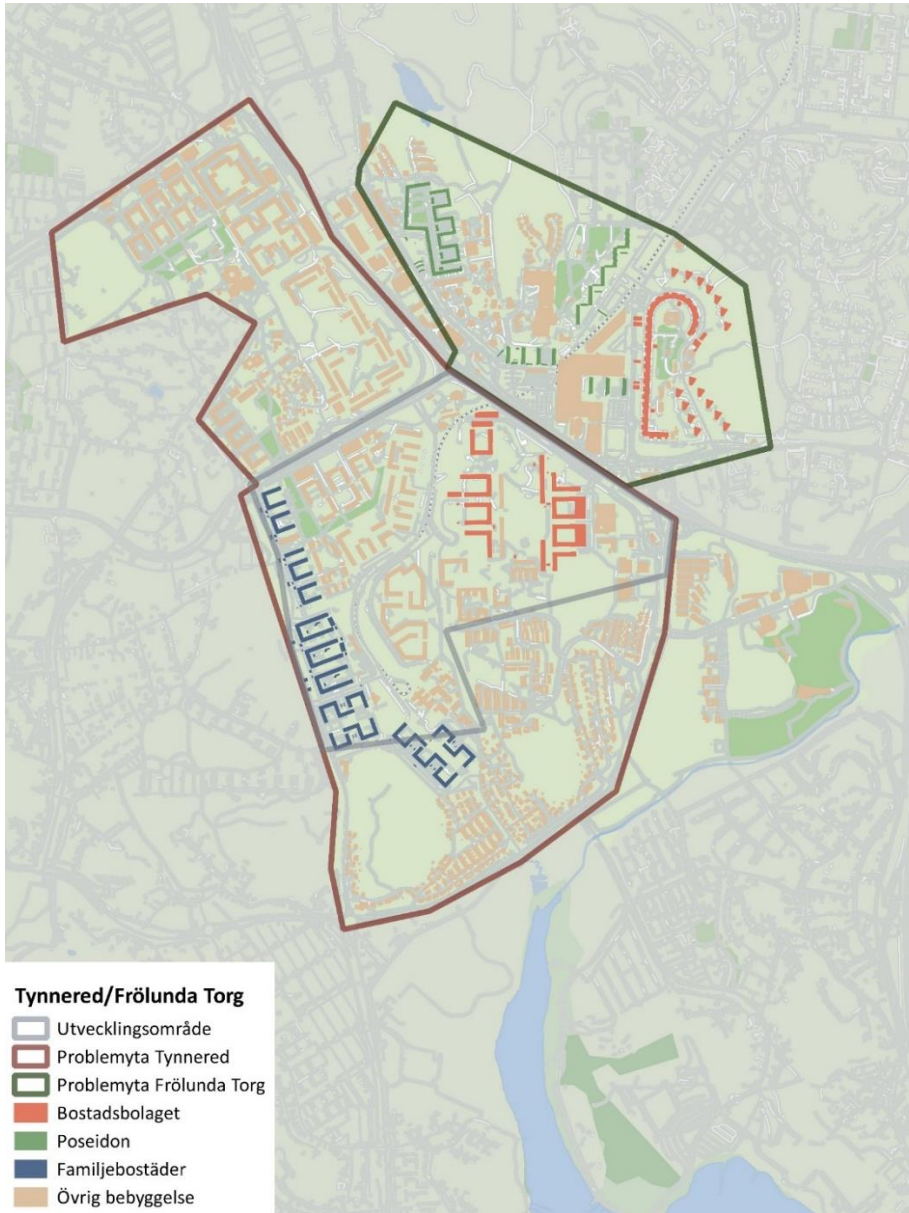 Tynnered/Frölunda Torg
Utvecklingsområde
Problemyta Tynnered
Problemyta Frölunda Torg
Bostadsbolaget
Poseidon
Familjebostäder
Övrig bebyggelse